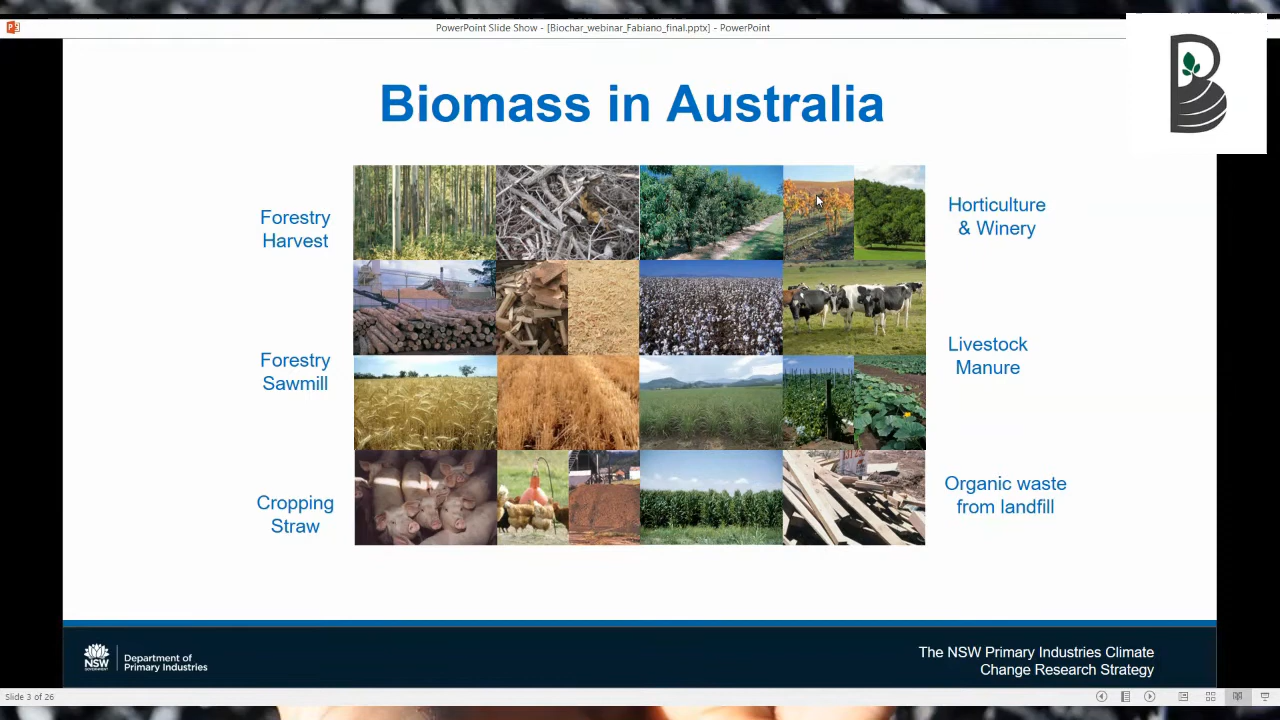 PowerPoint Slide Show - [Biochar_webinar_Fabiano_final.pptx] - PowerPoint
Biomass in Australia
Forestry
Harvest
Forestry
Sawmill
Cropping
Straw
Horticulture
& Winery
Livestock
Manure
Organic waste
from landfill
NSW
GOVERNMENT
Department of
Primary Industries
The NSW Primary Industries Climate
Change Research Strategy
Slide 3 of 26